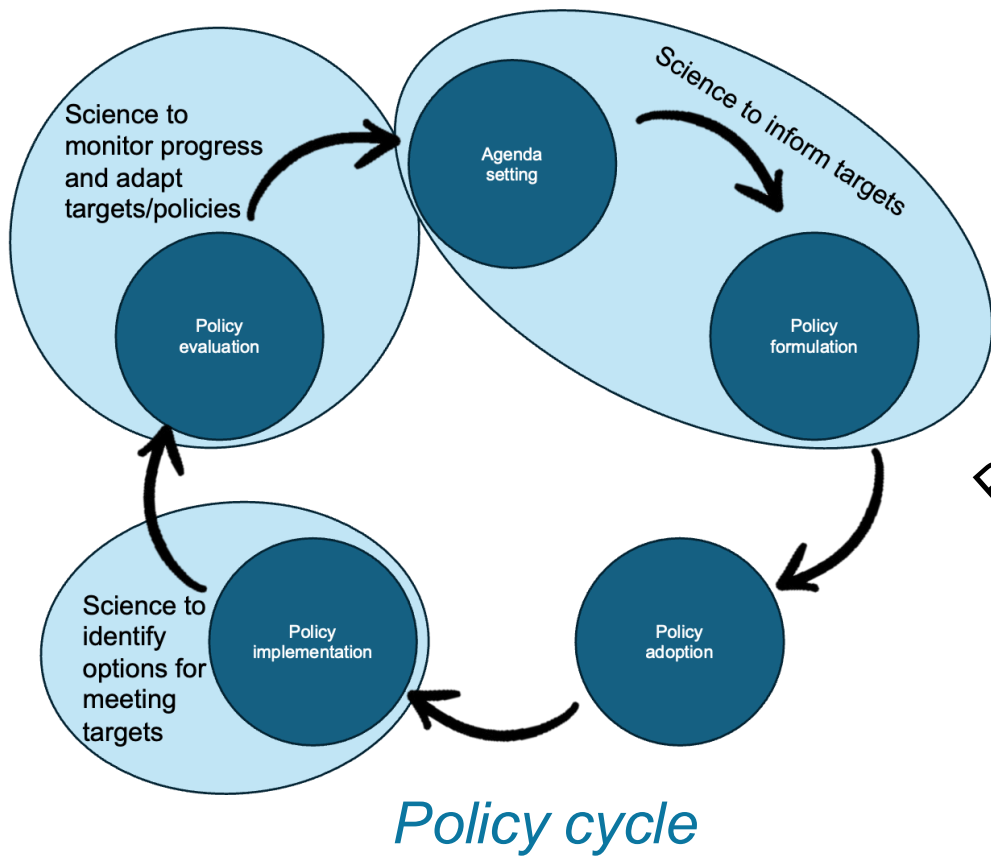 Science to
monitor progress
and adapt
targets/policies
Agenda
setting
Science to inform targets
Policy
evaluation
Policy
formulation
Science to
identify
options for
meeting
targets
Policy
implementation
Policy
adoption
Policy cycle